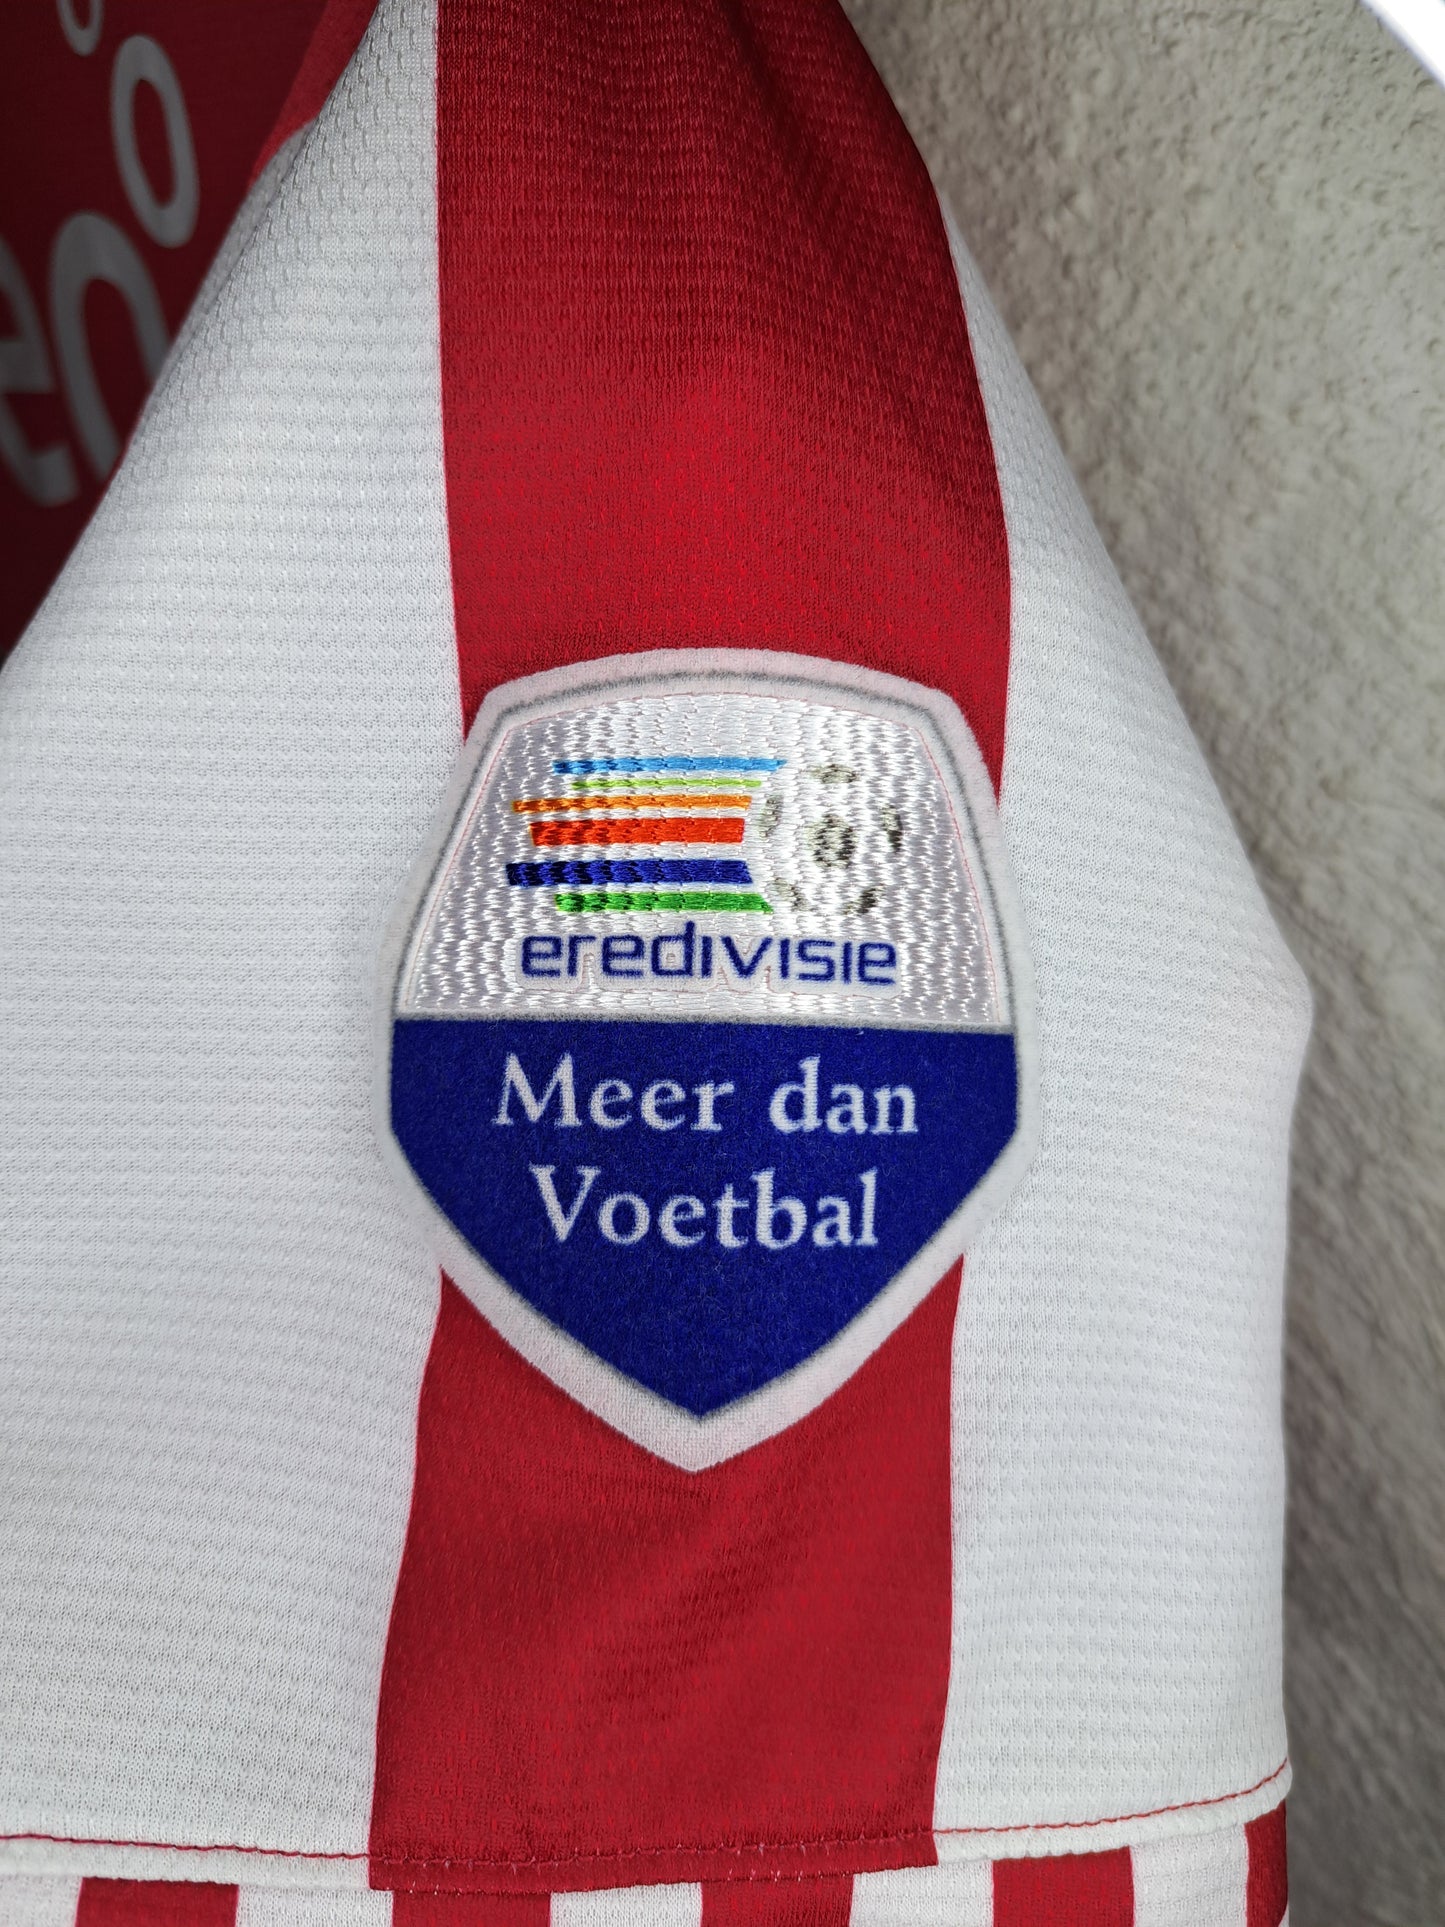 eredivisie
Meer dan
Voetbal